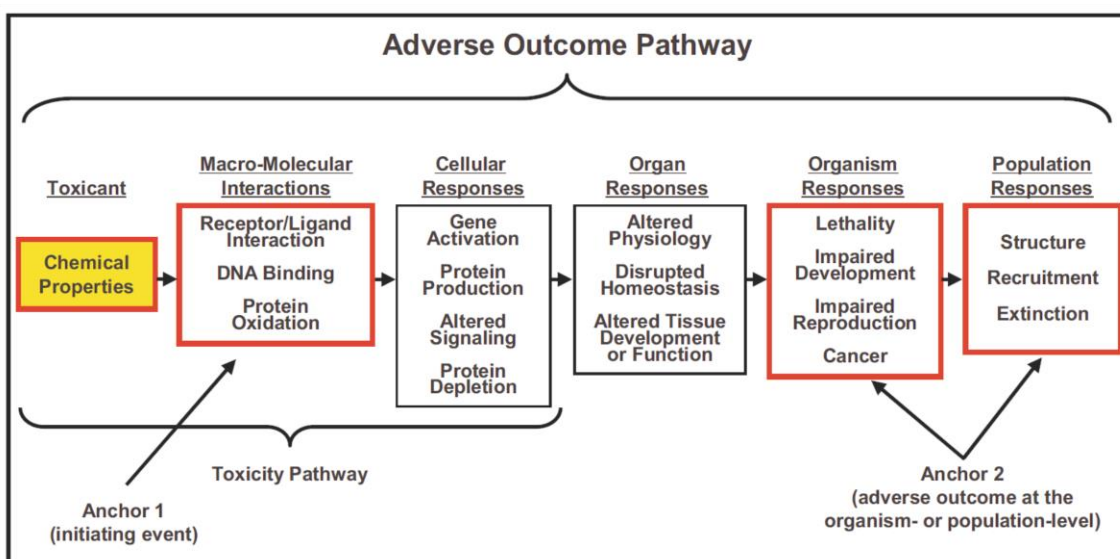 Adverse Outcome Pathway
Toxicant
Macro-Molecular
Interactions
Cellular
Responses
Organ
Responses
Organism
Responses
Population
Responses
Chemical
Properties
Receptor/Ligand
Interaction
DNA Binding
Protein
Oxidation
Gene
Activation
Protein
Production
Altered
Signaling
Protein
Depletion
Altered
Physiology
Disrupted
Homeostasis
Altered Tissue
Development
or Function
Lethality
Impaired
Development
Impaired
Reproduction
Cancer
Structure
Recruitment
Extinction
Toxicity Pathway
Anchor 1
(initiating event)
Anchor 2
(adverse outcome at the
organism- or population-level)